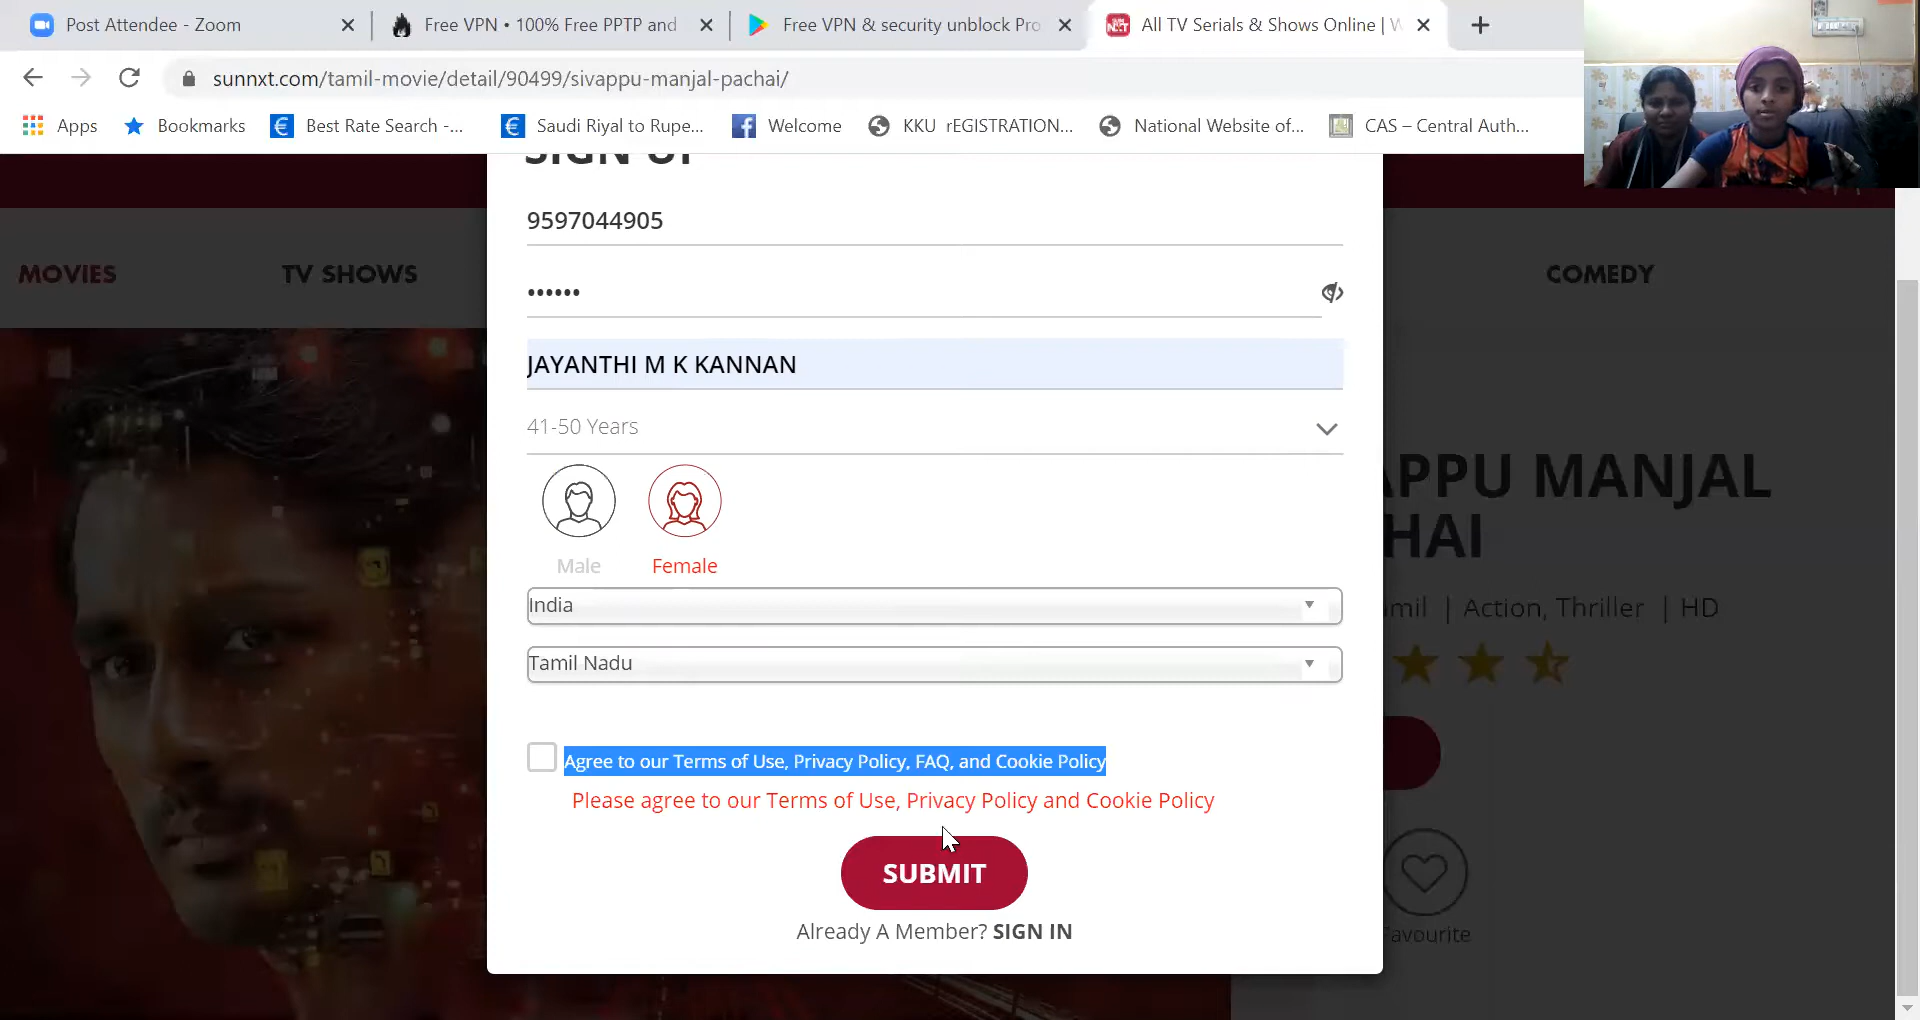 Post Attendee - Zoom
Free VPN • 100% Free PPTP and
Free VPN & security unblock Pro
All TV Serials & Shows Online | W
sunnxt.com/tamil-movie/detail/90499/sivappu-manjal-pachai/
Apps
Bookmarks
Best Rate Search -...
Saudi Riyal to Rupe...
Welcome
KKU rEGISTRATION...
National Website of...
CAS – Central Auth...
SIGN UP
9597044905
••••••
MOVIES
TV SHOWS
COMEDY
JAYANTHI M K KANNAN
41-50 Years
Male
Female
APPU MANJAL
HAI
India
mil | Action, Thriller | HD
Tamil Nadu
Agree to our Terms of Use, Privacy Policy, FAQ, and Cookie Policy
Please agree to our Terms of Use, Privacy Policy and Cookie Policy
SUBMIT
Already A Member? SIGN IN
avourite